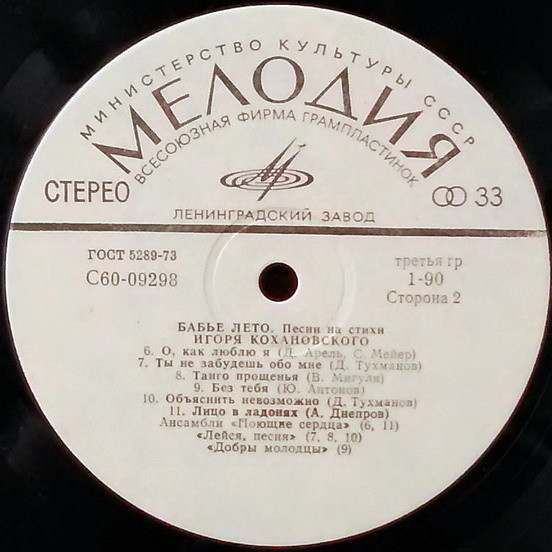 МИНИСТЕРСТВО КУЛЬТУРЫ СССР
МЕЛОДИЯ
ВСЕСОЮЗНАЯ ФИРМА ГРАМПЛАСТИНОК
СТЕРЕО
33
ЛЕНИНГРАДСКИЙ ЗАВОД
ГОСТ 5289-73
третья гр
С60-09298
1-90
Сторона 2
БАБЬЕ ЛЕТО. Песни на стихи
ИГОРЯ КОХАНОВСКОГО
6. О, как люблю я (Д. Арель, С. Мейер)
7. Ты не забудешь обо мне (Д. Тухманов)
8. Танго прощенья (В. Мигуля)
9. Без тебя (Ю. Антонов)
10. Объяснить невозможно (Д. Тухманов)
11. Лицо в ладонях (А. Днепров)
Ансамбли «Поющие сердца» (6, 11)
«Лейся, песня» (7, 8, 10)
«Добры молодцы» (9)